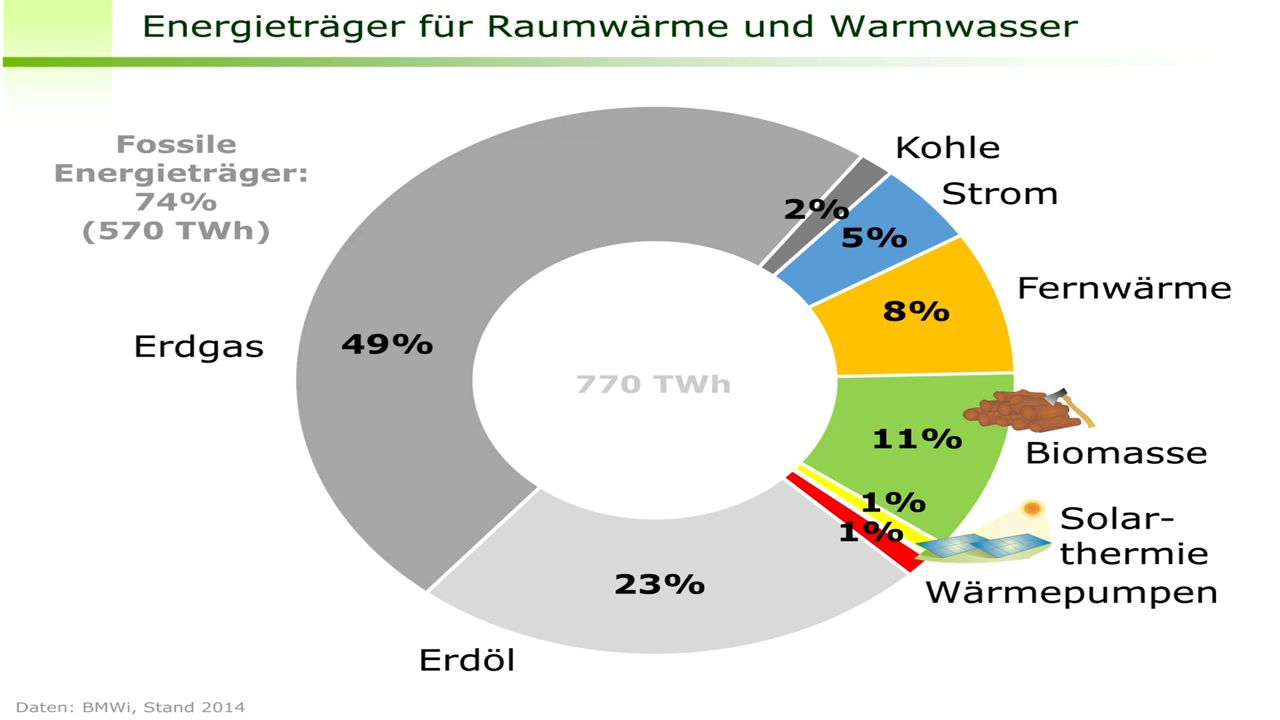 Energieträger für Raumwärme und Warmwasser
Fossile
Energieträger:
74%
(570 TWh)
Kohle
2%
Strom
5%
Fernwärme
8%
Erdgas
49%
770 TWh
11%
Biomasse
1%
Solar-
thermie
1%
Wärmepumpen
23%
Erdöl
Daten: BMWi, Stand 2014